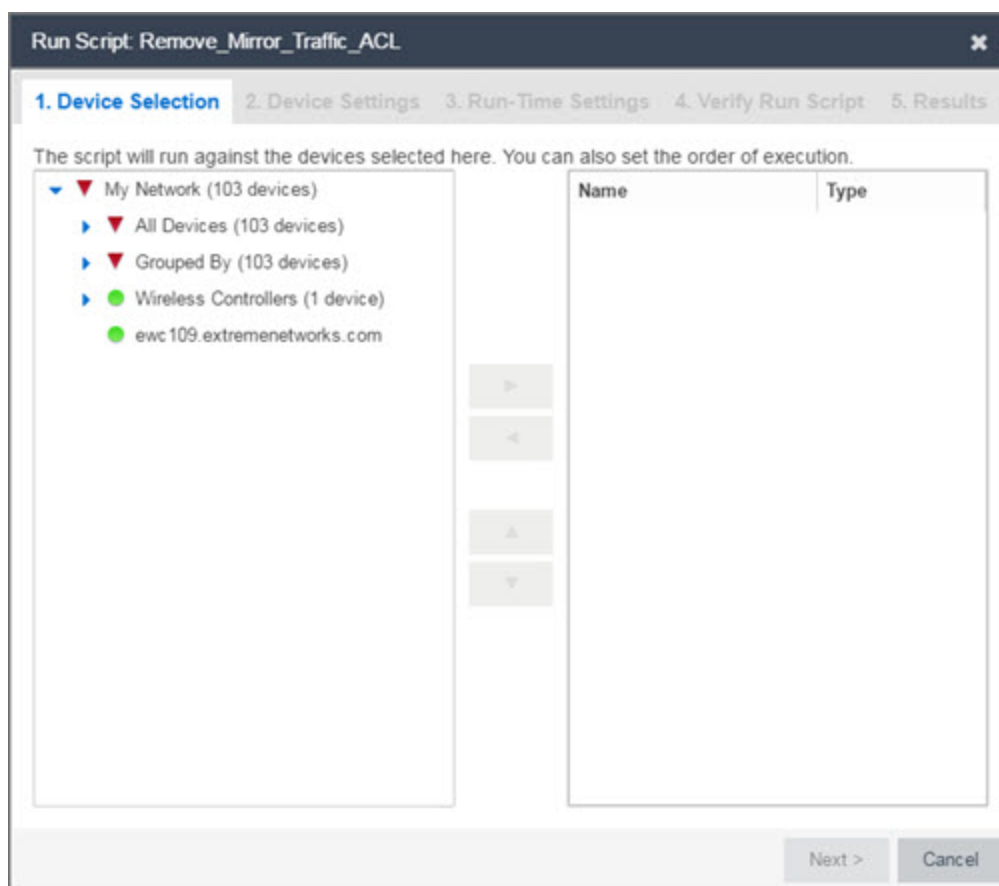 Run Script: Remove_Mirror_Traffic_ACL
1. Device Selection 2. Device Settings 3. Run-Time Settings 4. Verify Run Script 5. Results
The script will run against the devices selected here. You can also set the order of execution.
My Network (103 devices)
All Devices (103 devices)
Grouped By (103 devices)
Wireless Controllers (1 device)
ewc109.extremenetworks.com
Name Type
Next > Cancel